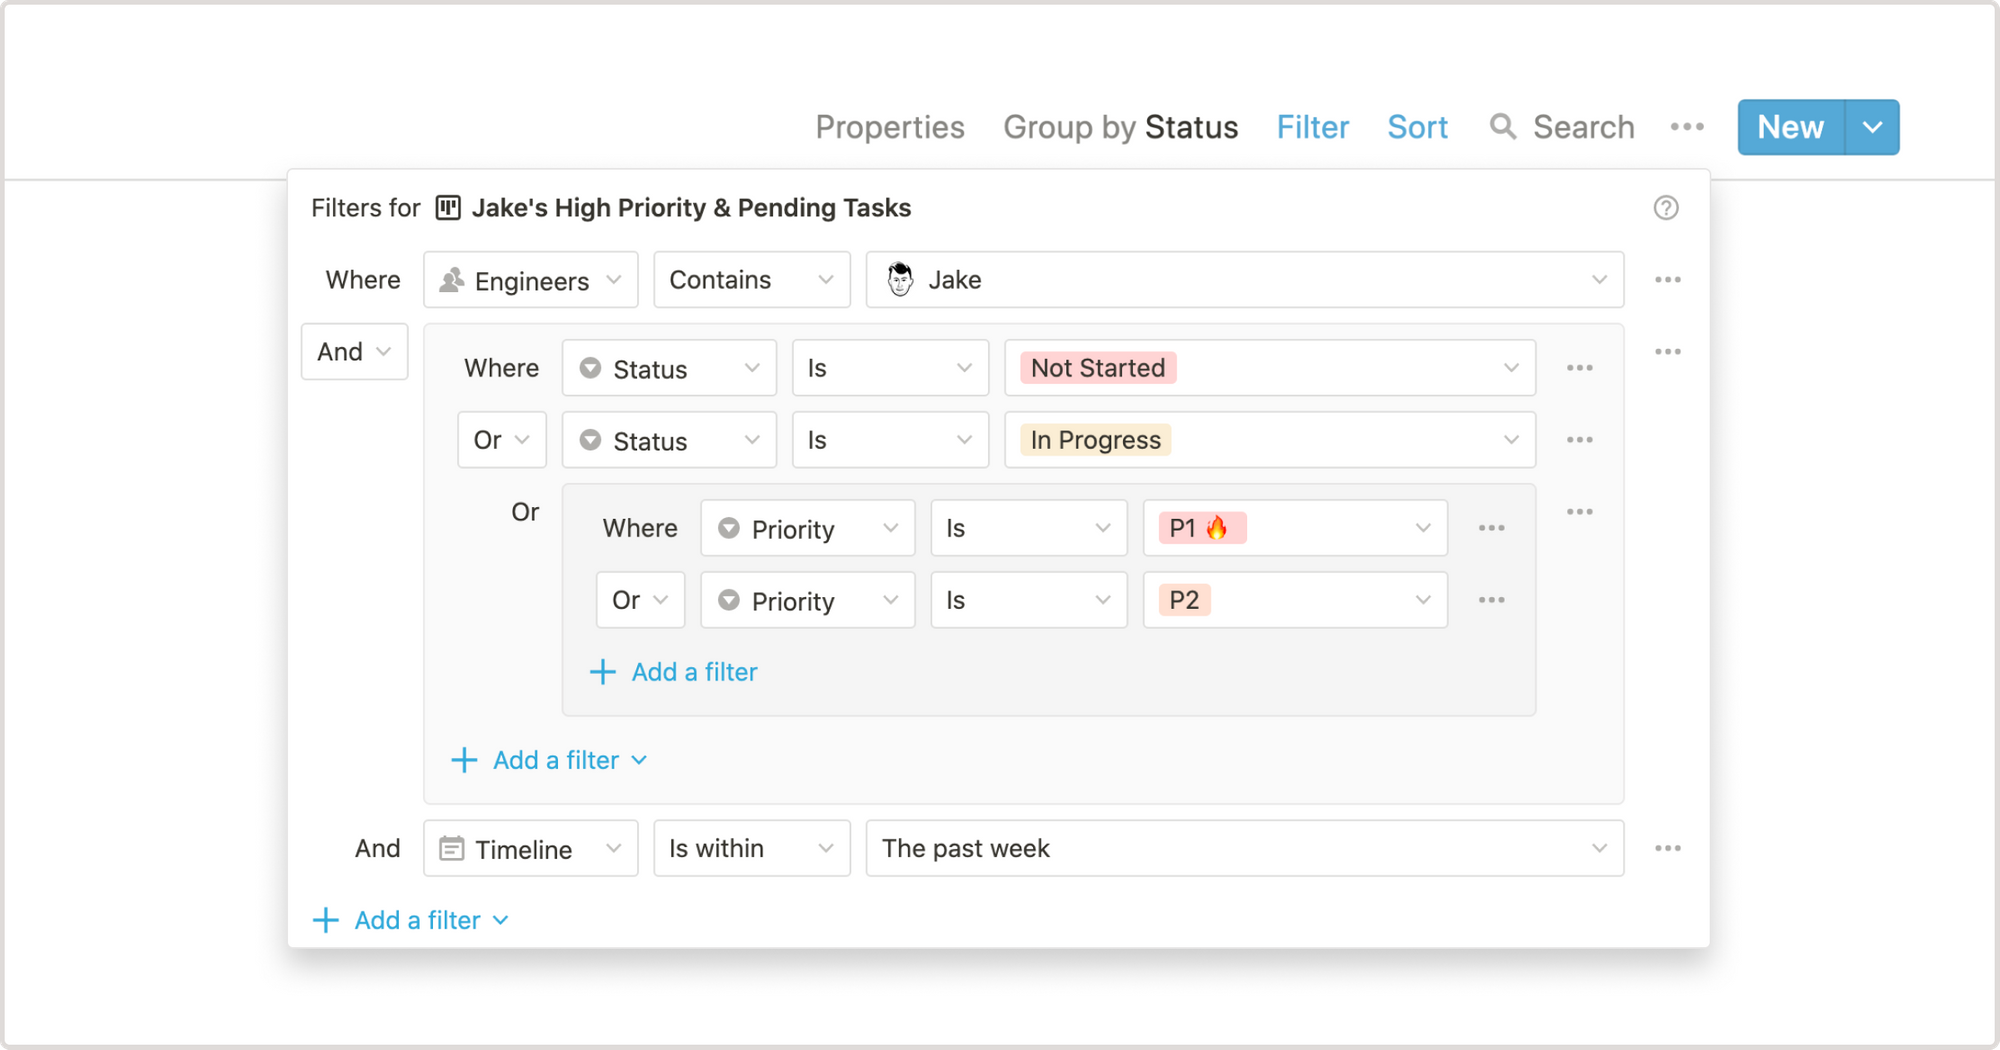 Properties Group by Status Filter Sort Search New
Filters for Jake's High Priority & Pending Tasks
Where Engineers Contains Jake
And Where Status Is Not Started
Or Status Is In Progress
Or Where Priority Is P1 🔥
Or Priority Is P2
Add a filter
Add a filter
And Timeline Is within The past week
Add a filter